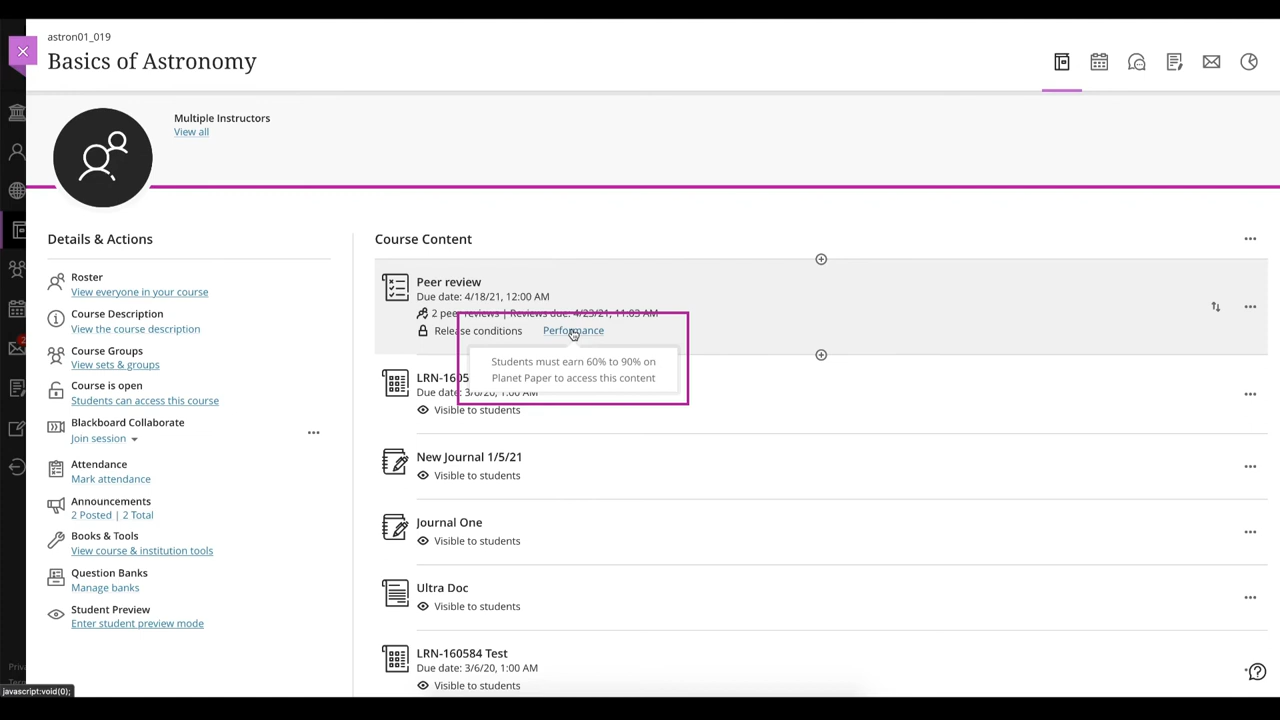 astron01_019
Basics of Astronomy
Multiple Instructors
View all
Details & Actions
Roster
View everyone in your course
Course Description
View the course description
Course Groups
View sets & groups
Course is open
Students can access this course
Blackboard Collaborate
Join session
Attendance
Mark attendance
Announcements
2 Posted | 2 Total
Books & Tools
View course & institution tools
Question Banks
Manage banks
Student Preview
Enter student preview mode
Course Content
Peer review
Due date: 4/18/21, 12:00 AM
2 peer reviews | Reviews due: 4/23/21, 11:03 AM
Release conditions Performance
Students must earn 60% to 90% on
Planet Paper to access this content
LRN-1605
Due date: 3/6/20, 1:00 AM
Visible to students
New Journal 1/5/21
Visible to students
Journal One
Visible to students
Ultra Doc
Visible to students
LRN-160584 Test
Due date: 3/6/20, 1:00 AM
Visible to students
2
Priva
Term
javascript:void(0);